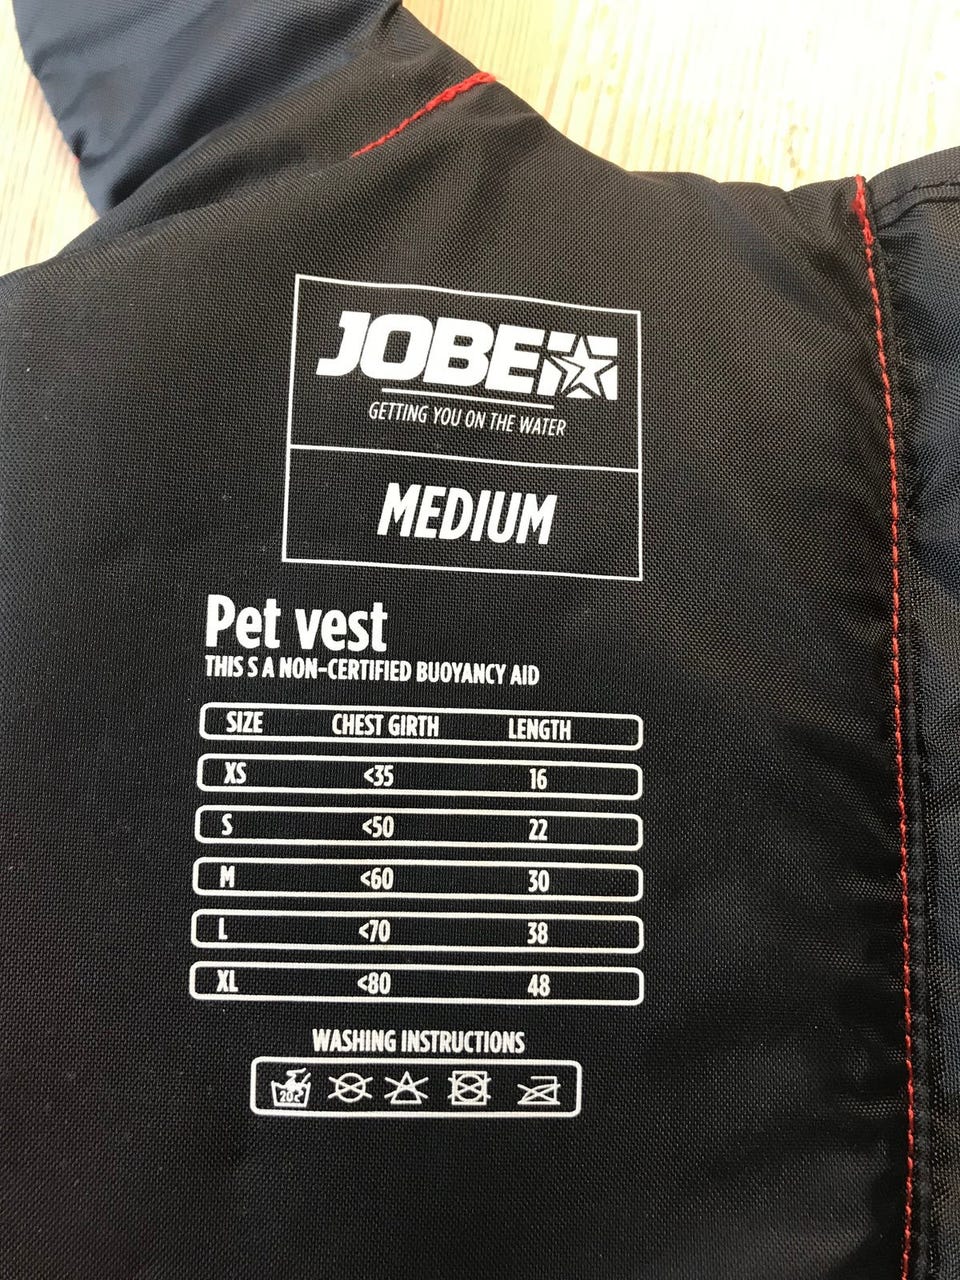 JOBE
GETTING YOU ON THE WATER
MEDIUM
Pet vest
THIS S A NON-CERTIFIED BUOYANCY AID
SIZE CHEST GIRTH LENGTH
XS <35 16
S <50 22
M <60 30
L <70 38
XL <80 48
WASHING INSTRUCTIONS
20°